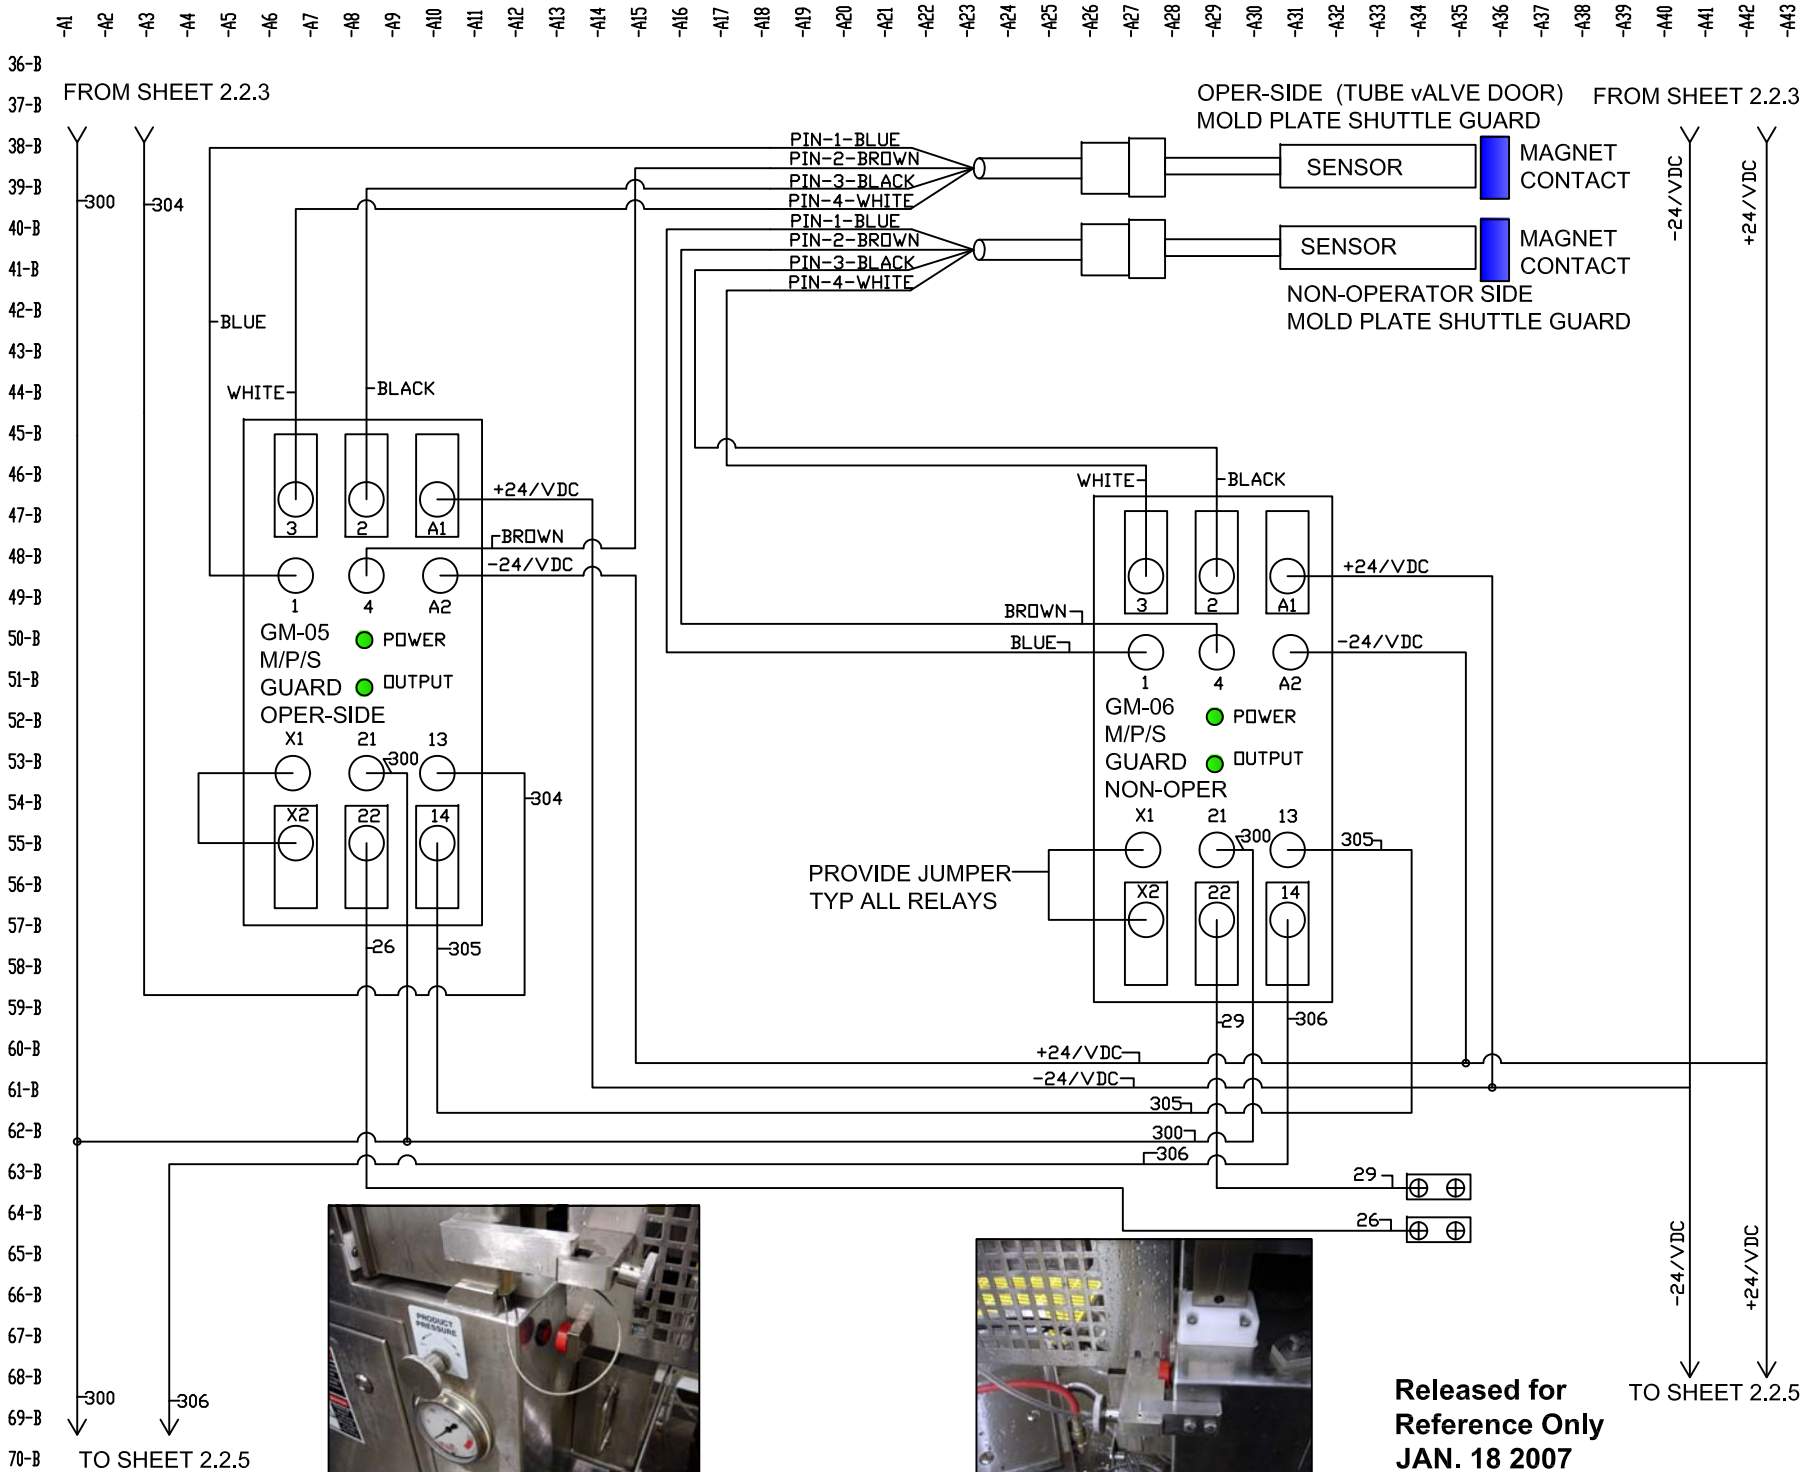 -A1 -A2 -A3 -A4 -A5 -A6 -A7 -A8 -A9 -A10 -A11 -A12 -A13 -A14 -A15 -A16 -A17 -A18 -A19 -A20 -A21 -A22 -A23 -A24 -A25 -A26 -A27 -A28 -A29 -A30 -A31 -A32 -A33 -A34 -A35 -A36 -A37 -A38 -A39 -A40 -A41 -A42 -A43
36-B
37-B
38-B
39-B
40-B
41-B
42-B
43-B
44-B
45-B
46-B
47-B
48-B
49-B
50-B
51-B
52-B
53-B
54-B
55-B
56-B
57-B
58-B
59-B
60-B
61-B
62-B
63-B
64-B
65-B
66-B
67-B
68-B
69-B
70-B
FROM SHEET 2.2.3
300
304
PIN-1-BLUE
PIN-2-BROWN
PIN-3-BLACK
PIN-4-WHITE
PIN-1-BLUE
PIN-2-BROWN
PIN-3-BLACK
PIN-4-WHITE
OPER-SIDE (TUBE vALVE DOOR)
MOLD PLATE SHUTTLE GUARD
SENSOR
MAGNET
CONTACT
SENSOR
MAGNET
CONTACT
NON-OPERATOR SIDE
MOLD PLATE SHUTTLE GUARD
FROM SHEET 2.2.3
-24/VDC
+24/VDC
BLUE
WHITE
BLACK
3 2 A1
+24/VDC
BROWN
-24/VDC
1 4 A2
GM-05
M/P/S
GUARD
OPER-SIDE
POWER
OUTPUT
X1 21 13
300
304
X2 22 14
26
305
WHITE
BLACK
3 2 A1
+24/VDC
BROWN
BLUE
-24/VDC
1 4 A2
GM-06
M/P/S
GUARD
NON-OPER
POWER
OUTPUT
X1 21 13
300
305
X2 22 14
PROVIDE JUMPER
TYP ALL RELAYS
29
306
+24/VDC
-24/VDC
305
300
306
29
26
PRODUCT
PRESSURE
-24/VDC
+24/VDC
300
306
TO SHEET 2.2.5
Released for
Reference Only
JAN. 18 2007
TO SHEET 2.2.5